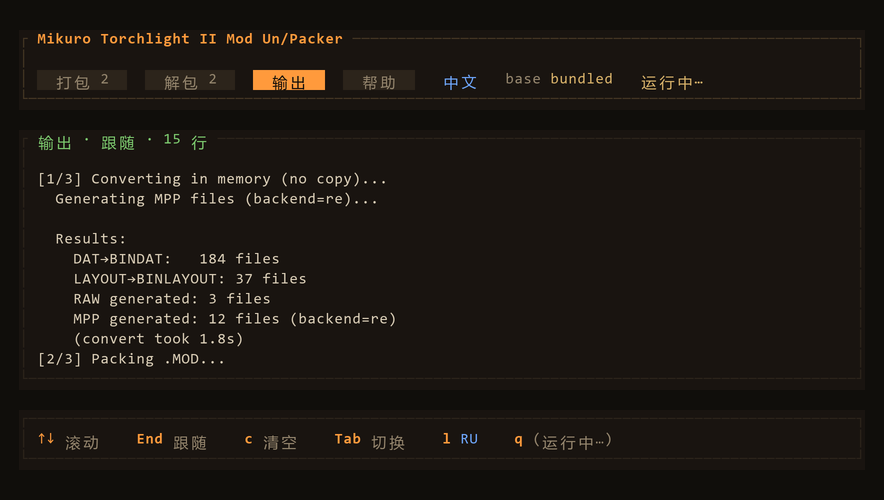 Mikuro Torchlight II Mod Un/Packer
打包 2 解包 2 输出 帮助 中文 base bundled 运行中…
输出 · 跟随 · 15 行
[1/3] Converting in memory (no copy)...
Generating MPP files (backend=re)...
Results:
DAT→BINDAT: 184 files
LAYOUT→BINLAYOUT: 37 files
RAW generated: 3 files
MPP generated: 12 files (backend=re)
(convert took 1.8s)
[2/3] Packing .MOD...
↑↓ 滚动 End 跟随 c 清空 Tab 切换 l RU q (运行中…)